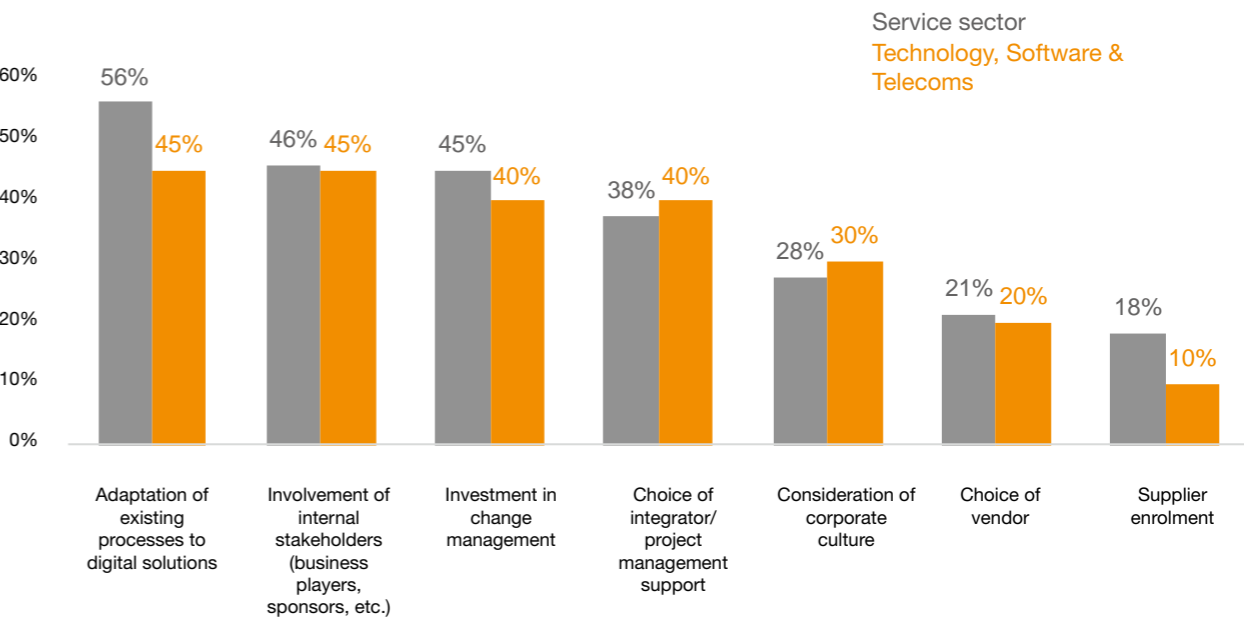 Service sector
Technology, Software &
Telecoms
60%
50%
40%
30%
20%
10%
0%
56%
45%
46%
45%
45%
40%
38%
40%
28%
30%
21%
20%
18%
10%
Adaptation of
existing
processes to
digital solutions
Involvement of
internal
stakeholders
(business
players,
sponsors, etc.)
Investment in
change
management
Choice of
integrator/
project
management
support
Consideration of
corporate
culture
Choice of
vendor
Supplier
enrolment